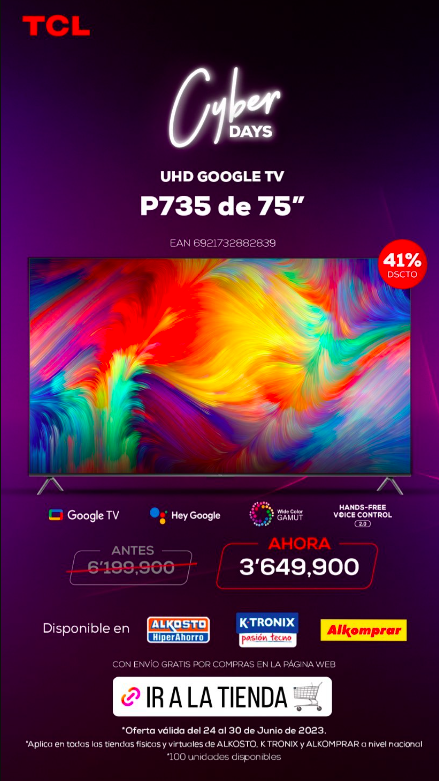 TCL
Cyber
DAYS
UHD GOOGLE TV
P735 de 75"
EAN 6921732882839
41%
DSCTO
Google TV
Hey Google
Wide Color
GAMUT
HANDS-FREE
VOICE CONTROL
2.0
ANTES
6'199,900
AHORA
3'649,900
Disponible en
ALKOSTO
HiperAhorro
K·TRONIX
pasión tecno
Alkomprar
CON ENVÍO GRATIS POR COMPRAS EN LA PÁGINA WEB
IR A LA TIENDA
*Oferta válida del 24 al 30 de Junio de 2023.
*Aplica en todas las tiendas físicas y virtuales de ALKOSTO, K TRONIX y ALKOMPRAR a nivel nacional
*100 unidades disponibles